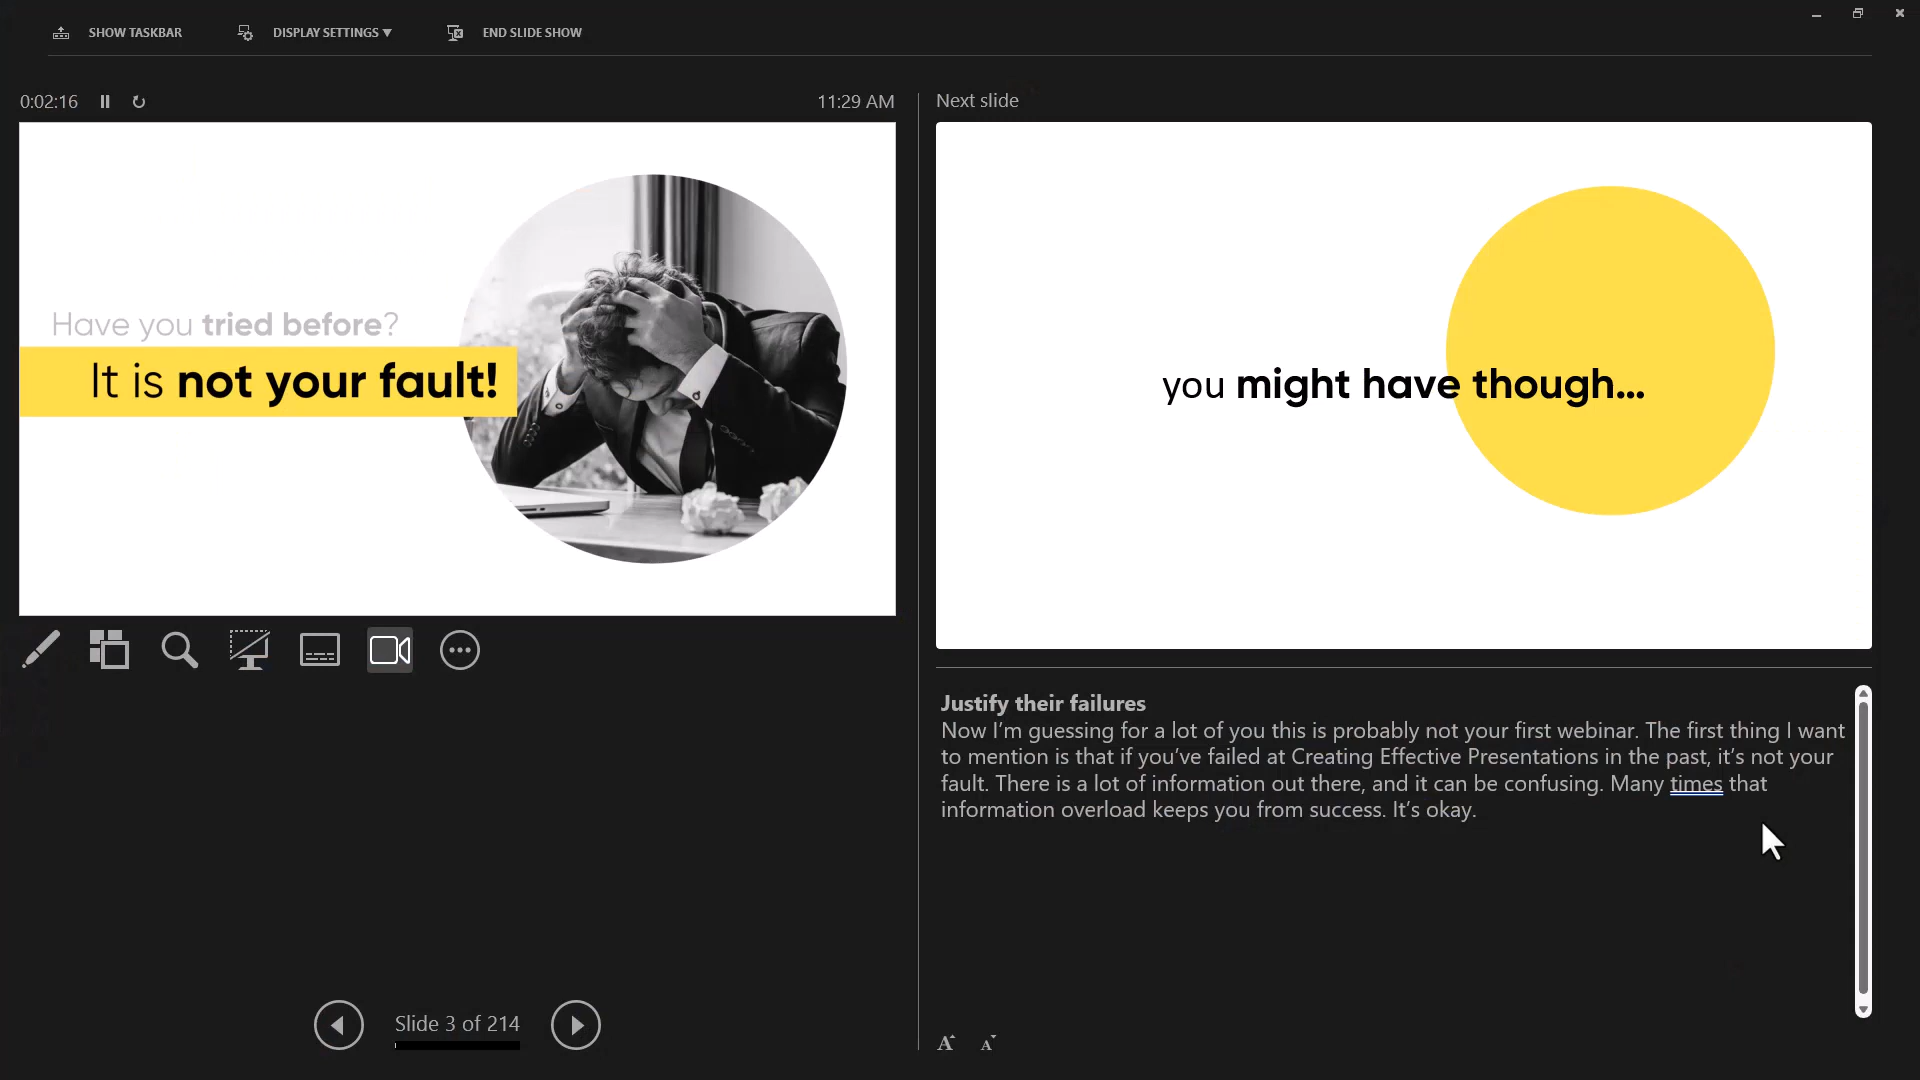 SHOW TASKBAR
DISPLAY SETTINGS ▼
END SLIDE SHOW
0:02:16
11:29 AM
Have you tried before?
It is not your fault!
Slide 3 of 214
Next slide
you might have though...
Justify their failures
Now I'm guessing for a lot of you this is probably not your first webinar. The first thing I want
to mention is that if you've failed at Creating Effective Presentations in the past, it's not your
fault. There is a lot of information out there, and it can be confusing. Many times that
information overload keeps you from success. It's okay.
A A